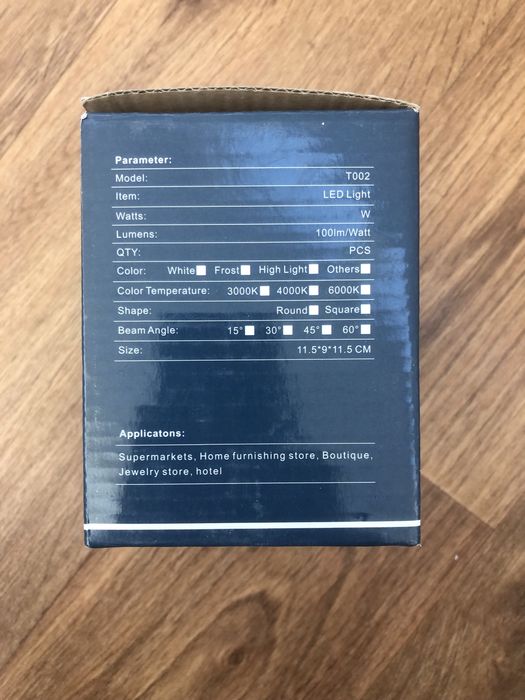 Parameter:
Model: T002
Item: LED Light
Watts: W
Lumens: 100lm/Watt
QTY: PCS
Color: White Frost High Light Others
Color Temperature: 3000K 4000K 6000K
Shape: Round Square
Beam Angle: 15° 30° 45° 60°
Size: 11.5*9*11.5 CM
Applicatons:
Supermarkets, Home furnishing store, Boutique,
Jewelry store, hotel